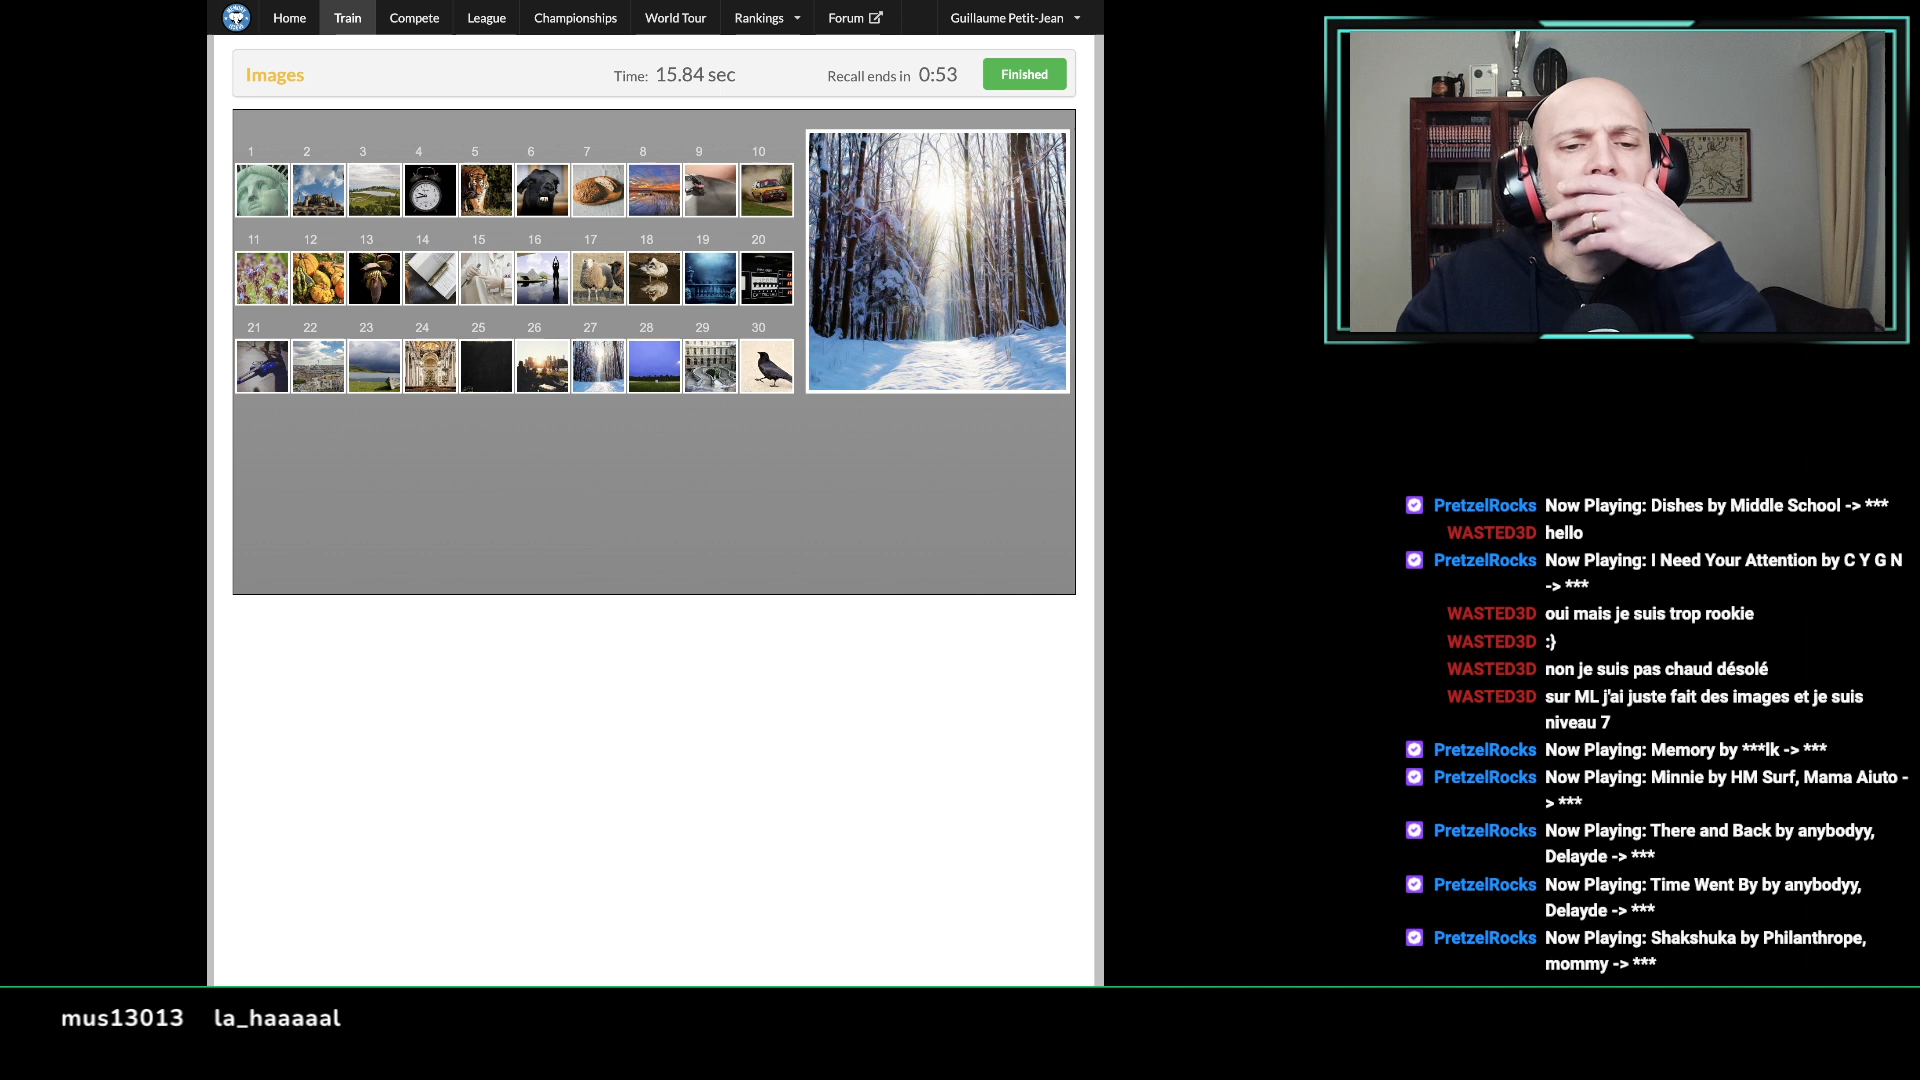 Home Train Compete League Championships World Tour Rankings Forum Guillaume Petit-Jean
Images Time: 15.84 sec Recall ends in 0:53 Finished
1 2 3 4 5 6 7 8 9 10
11 12 13 14 15 16 17 18 19 20
21 22 23 24 25 26 27 28 29 30
PretzelRocks Now Playing: Dishes by Middle School -> ***
WASTED3D hello
PretzelRocks Now Playing: I Need Your Attention by C Y G N
-> ***
WASTED3D oui mais je suis trop rookie
WASTED3D :}
WASTED3D non je suis pas chaud désolé
WASTED3D sur ML j'ai juste fait des images et je suis
niveau 7
PretzelRocks Now Playing: Memory by ***lk -> ***
PretzelRocks Now Playing: Minnie by HM Surf, Mama Aiuto -
> ***
PretzelRocks Now Playing: There and Back by anybodyy,
Delayde -> ***
PretzelRocks Now Playing: Time Went By by anybodyy,
Delayde -> ***
PretzelRocks Now Playing: Shakshuka by Philanthrope,
mommy -> ***
mus13013 la_haaaaal